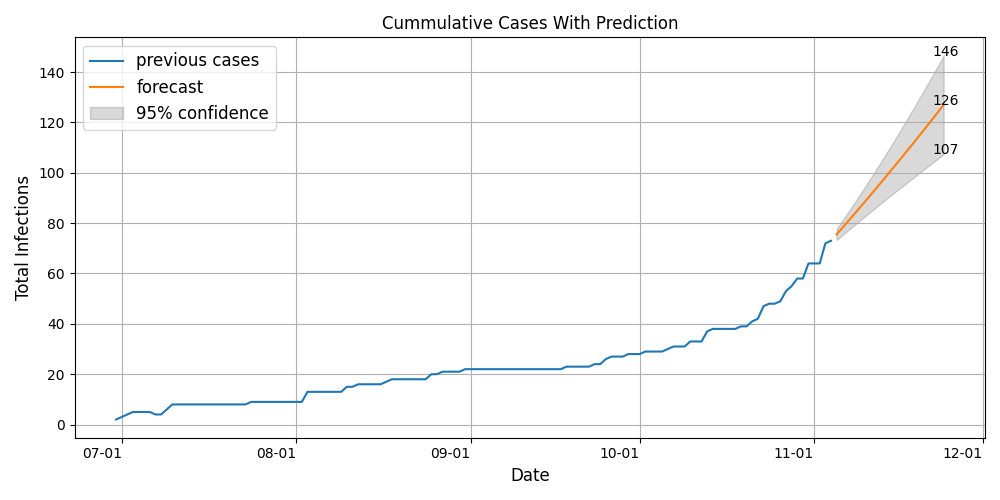 Cummulative Cases With Prediction
previous cases
forecast
95% confidence
146
126
107
140
120
100
80
60
40
20
0
Total Infections
07-01
08-01
09-01
10-01
11-01
12-01
Date